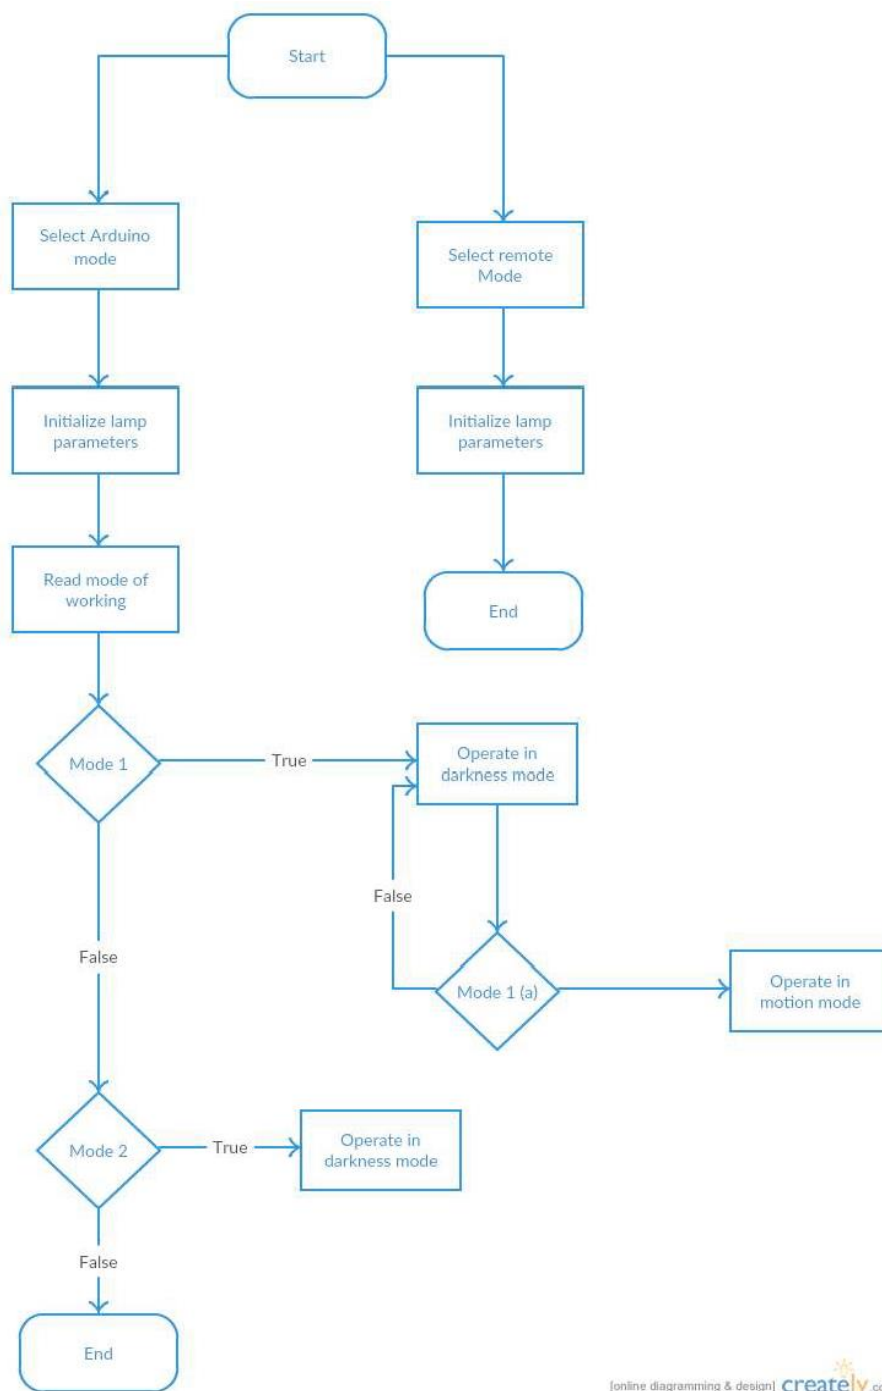 Start
Select Arduino
mode
Select remote
Mode
Initialize lamp
parameters
Initialize lamp
parameters
Read mode of
working
End
Mode 1
True
Operate in
darkness mode
False
False
Mode 1 (a)
Operate in
motion mode
Mode 2
True
Operate in
darkness mode
False
End
[online diagramming & design] creately.co